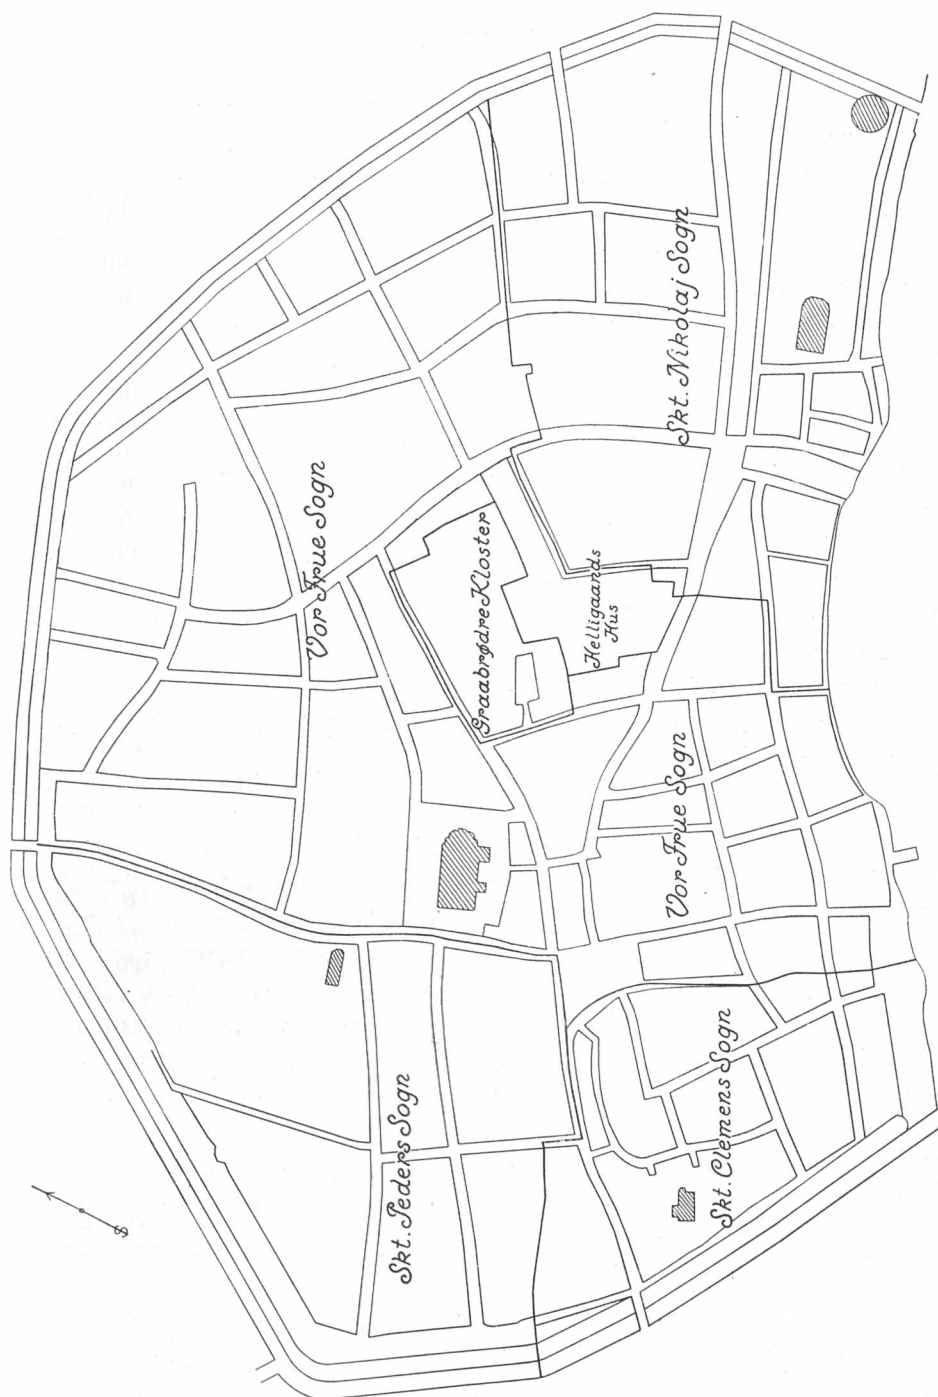 Skt. Nikolaj Sogn
Vor Frue Sogn
Graabrødre Kloster
Helligaands
Hus
Vor Frue Sogn
Skt. Peders Sogn
Skt. Clemens Sogn
S